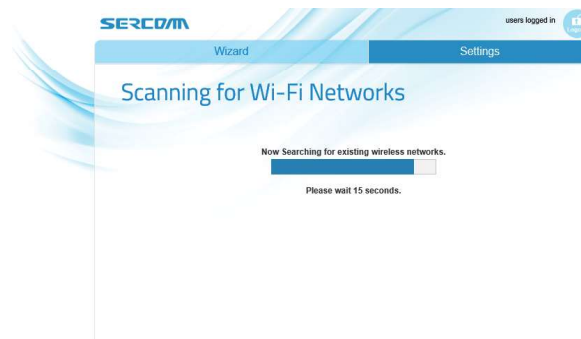 SERCOMM
users logged in
Wizard
Settings
Scanning for Wi-Fi Networks
Now Searching for existing wireless networks.
Please wait 15 seconds.